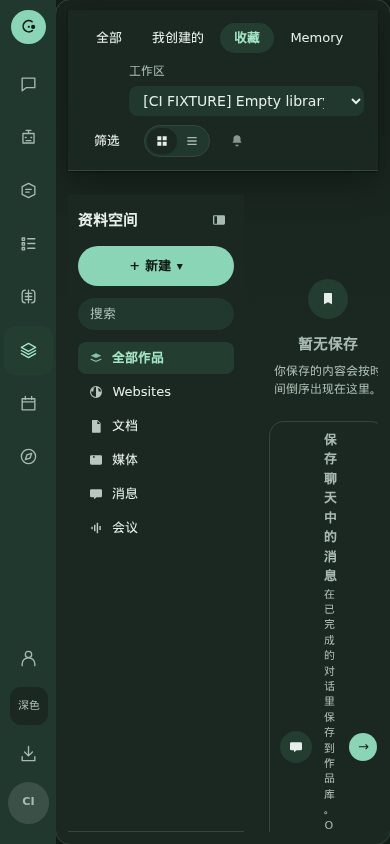 全部 我创建的 收藏 Memory
工作区
[CI FIXTURE] Empty library
筛选
资料空间
+ 新建 ▾
搜索
全部作品
Websites
文档
媒体
消息
会议
暂无保存
你保存的内容会按时
间倒序出现在这里。
保
存
聊
天
中
的
消
息
在
已
完
成
的
对
话
里
保
存
到
作
品
库
。
O
→
深色
CI